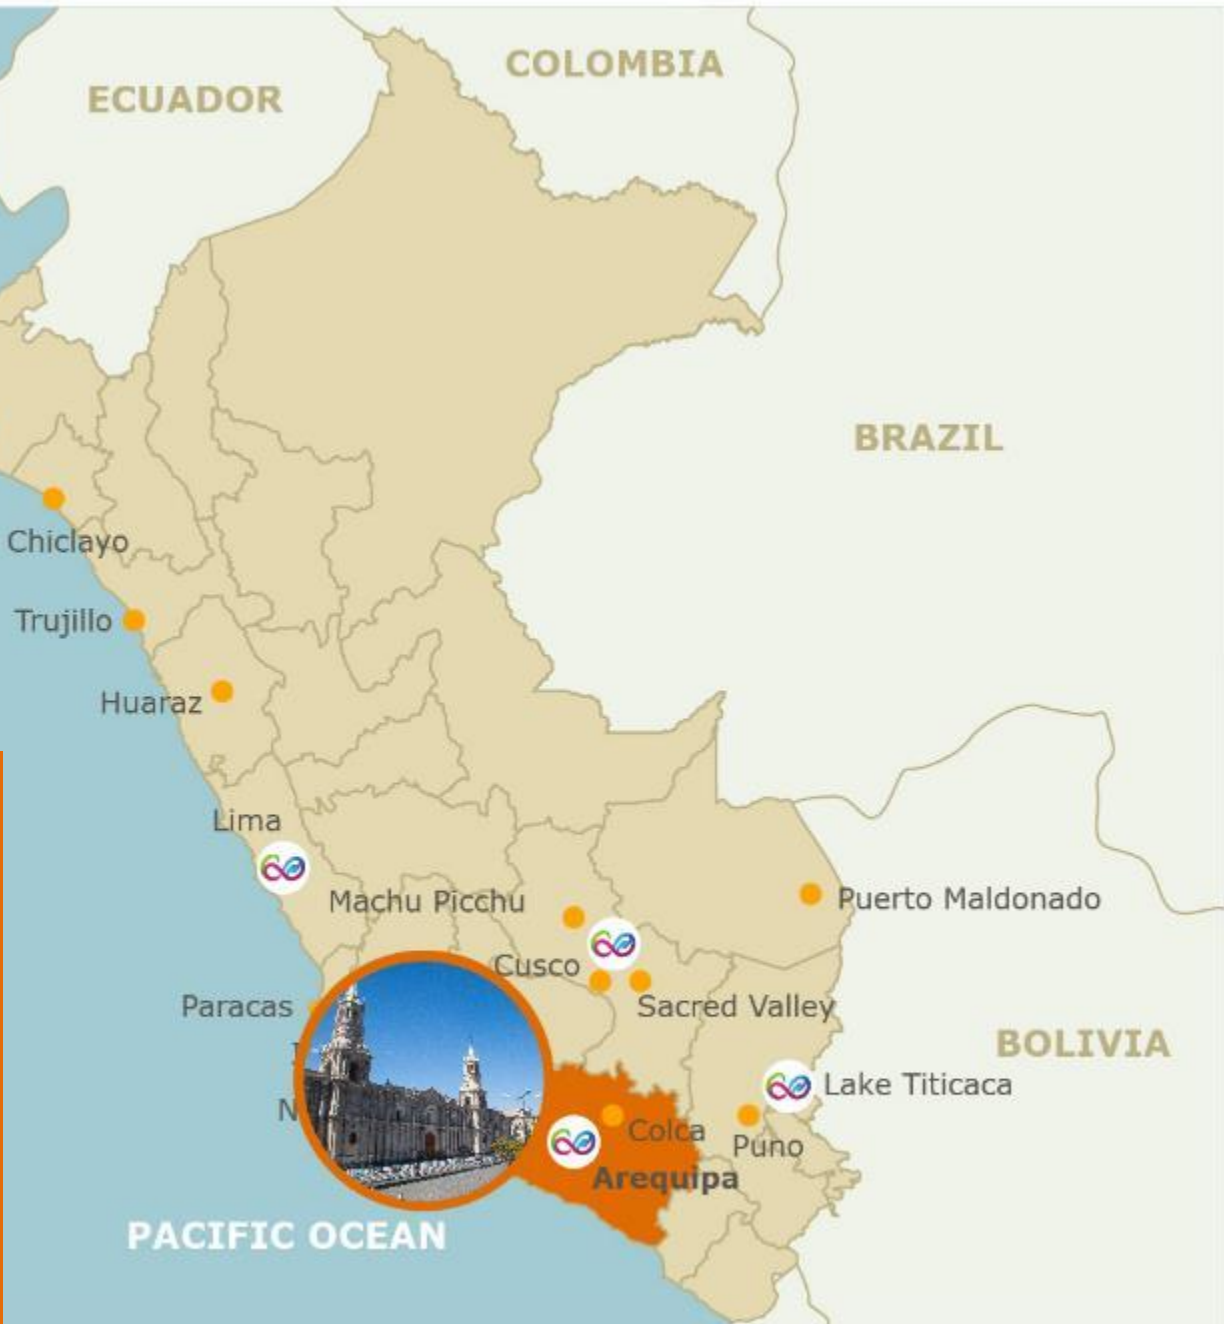 COLOMBIA
ECUADOR
BRAZIL
Chiclayo
Trujillo
Huaraz
Lima
Machu Picchu
Puerto Maldonado
Cusco
Paracas
Sacred Valley
BOLIVIA
Lake Titicaca
Colca
Puno
Arequipa
PACIFIC OCEAN